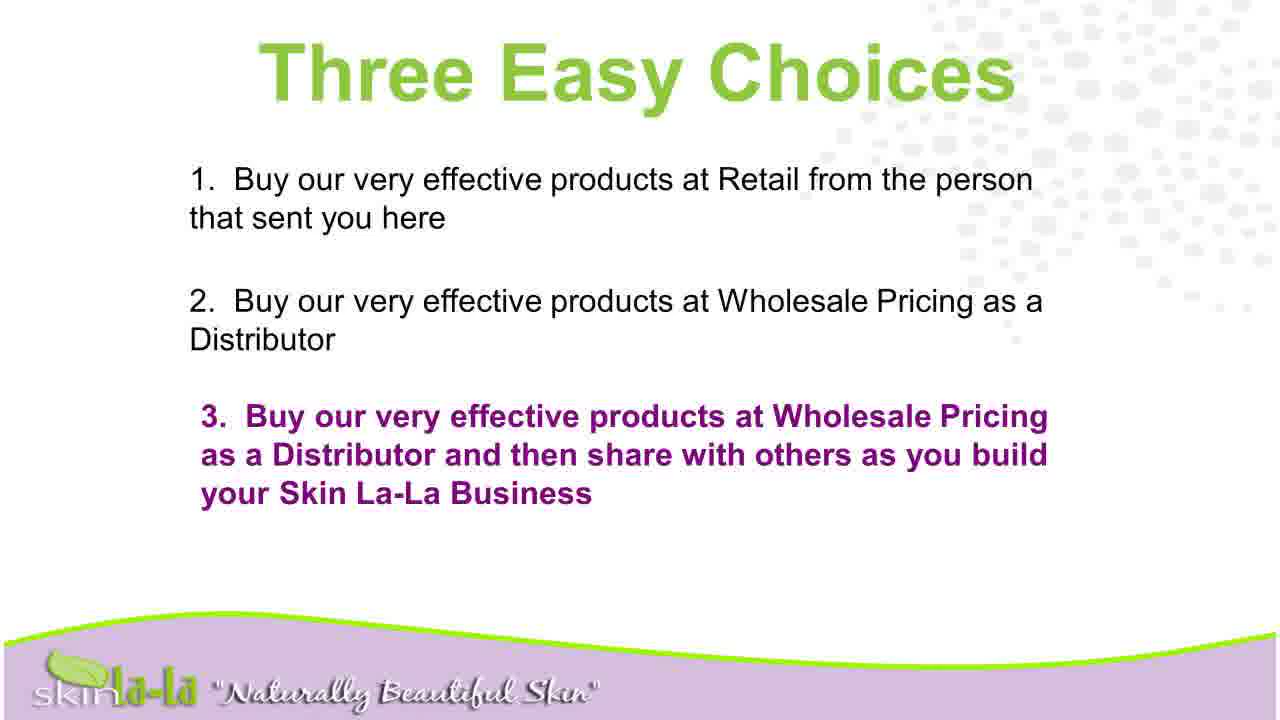 Three Easy Choices
1. Buy our very effective products at Retail from the person
that sent you here
2. Buy our very effective products at Wholesale Pricing as a
Distributor
3. Buy our very effective products at Wholesale Pricing
as a Distributor and then share with others as you build
your Skin La-La Business
skin la-la "Naturally Beautiful Skin"